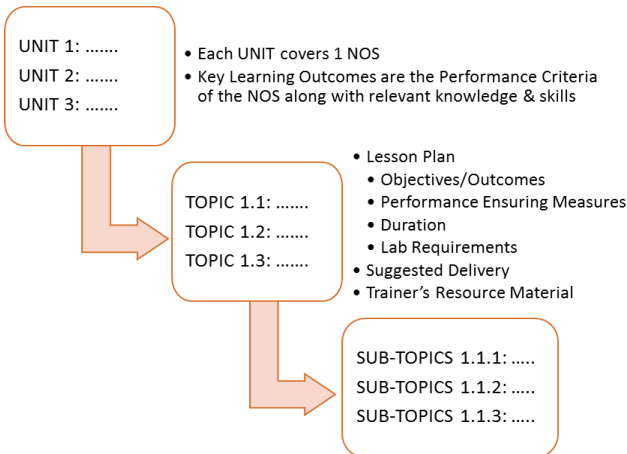 UNIT 1: .......
UNIT 2: .......
UNIT 3: .......
• Each UNIT covers 1 NOS
• Key Learning Outcomes are the Performance Criteria
of the NOS along with relevant knowledge & skills
TOPIC 1.1: .......
TOPIC 1.2: .......
TOPIC 1.3: .......
• Lesson Plan
• Objectives/Outcomes
• Performance Ensuring Measures
• Duration
• Lab Requirements
• Suggested Delivery
• Trainer’s Resource Material
SUB-TOPICS 1.1.1: .....
SUB-TOPICS 1.1.2: .....
SUB-TOPICS 1.1.3: .....